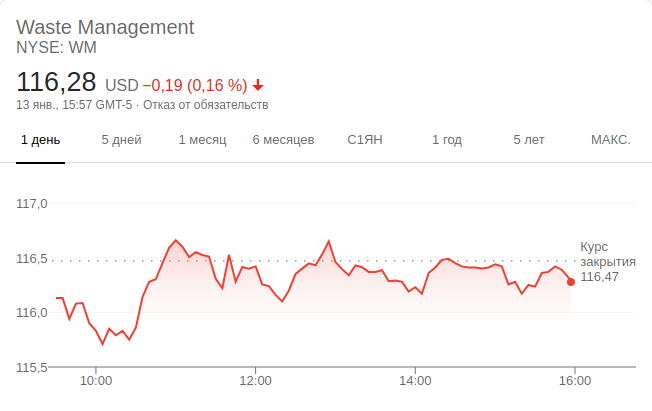 Waste Management
NYSE: WM
116,28 USD −0,19 (0,16 %)
13 янв., 15:57 GMT-5 · Отказ от обязательств
1 день 5 дней 1 месяц 6 месяцев С1ЯН 1 год 5 лет МАКС.
117,0
116,5
116,0
115,5
Курс
закрытия
116,47
10:00 12:00 14:00 16:00